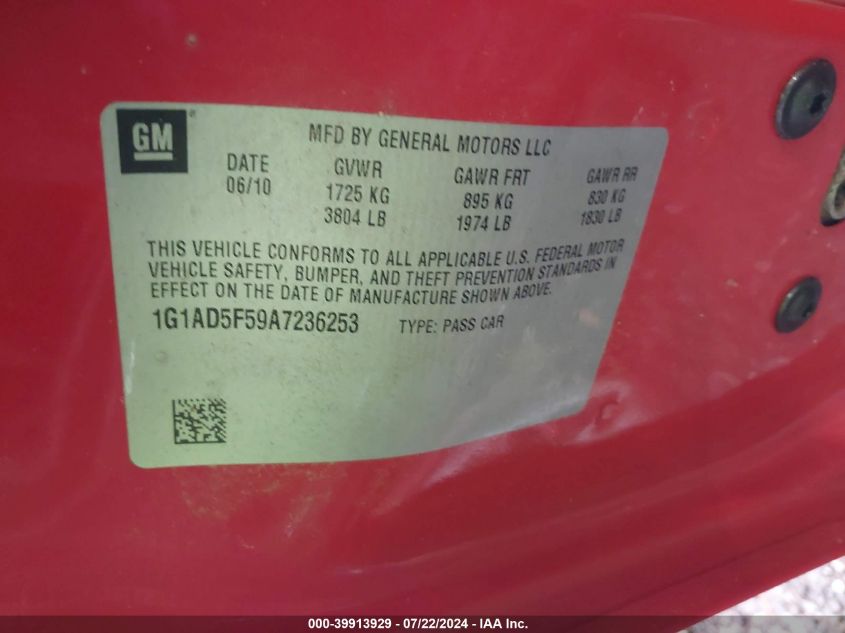 GM ®
MFD BY GENERAL MOTORS LLC
DATE GVWR GAWR FRT GAWR RR
06/10 1725 KG 895 KG 830 KG
3804 LB 1974 LB 1830 LB
THIS VEHICLE CONFORMS TO ALL APPLICABLE U.S. FEDERAL MOTOR
VEHICLE SAFETY, BUMPER, AND THEFT PREVENTION STANDARDS IN
EFFECT ON THE DATE OF MANUFACTURE SHOWN ABOVE.
1G1AD5F59A7236253 TYPE: PASS CAR
000-39913929 - 07/22/2024 - IAA Inc.